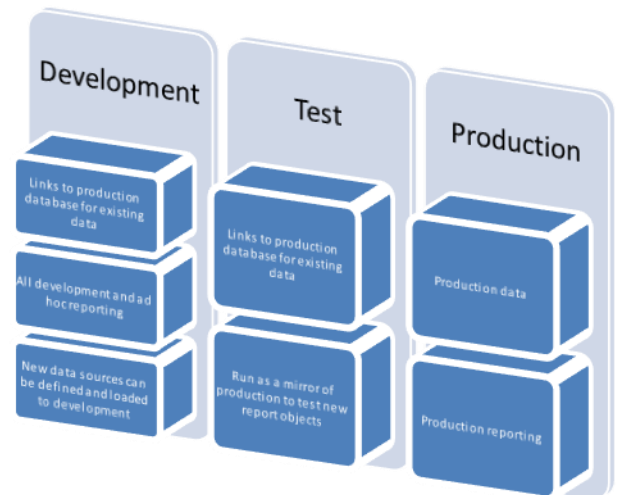 Development
Links to production
database for existing
data
All development and ad
hoc reporting
New data sources can
be defined and loaded
to development
Test
Links to production
database for existing
data
Run as a mirror of
production to test new
report objects
Production
Production data
Production reporting